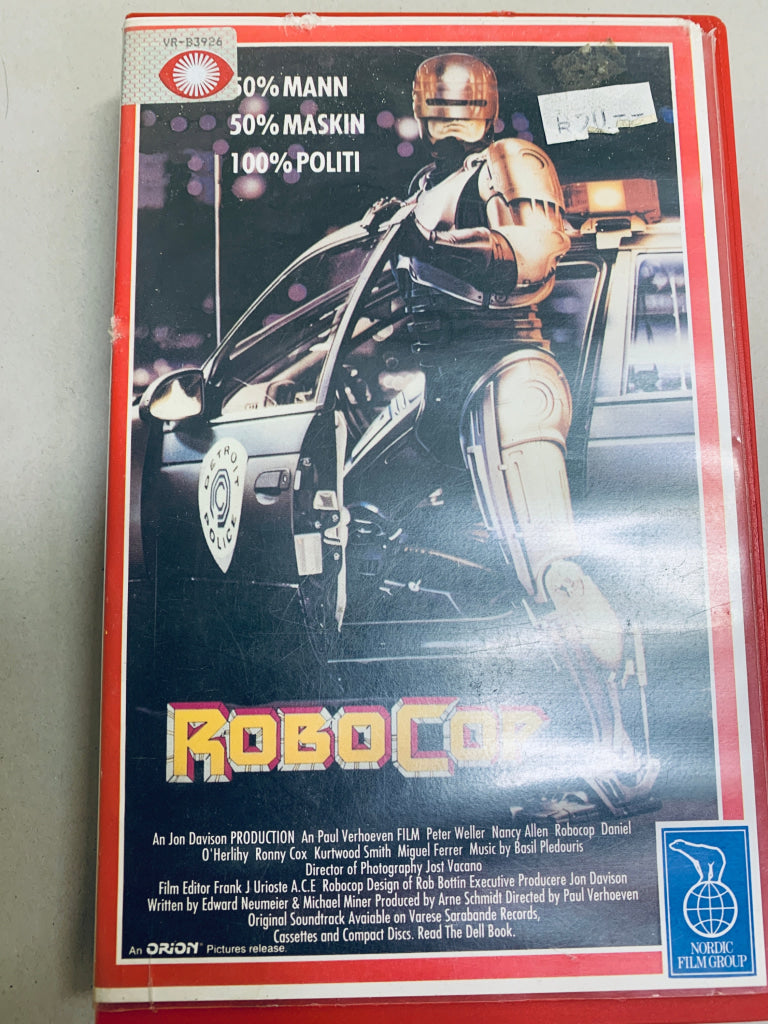 VR-B3926
50% MANN
50% MASKIN
100% POLITI
DETROIT
POLICE
ROBOCOP
An Jon Davison PRODUCTION An Paul Verhoeven FILM Peter Weller Nancy Allen Robocop Daniel
O'Herlihy Ronny Cox Kurtwood Smith Miguel Ferrer Music by Basil Pledouris
Director of Photography Jost Vacano
Film Editor Frank J Urioste A.C.E Robocop Design of Rob Bottin Executive Producere Jon Davison
Written by Edward Neumeier & Michael Miner Produced by Arne Schmidt Directed by Paul Verhoeven
Original Soundtrack Avaiable on Varese Sarabande Records,
Cassettes and Compact Discs. Read The Dell Book.
An ORION Pictures release.
NORDIC
FILM GROUP